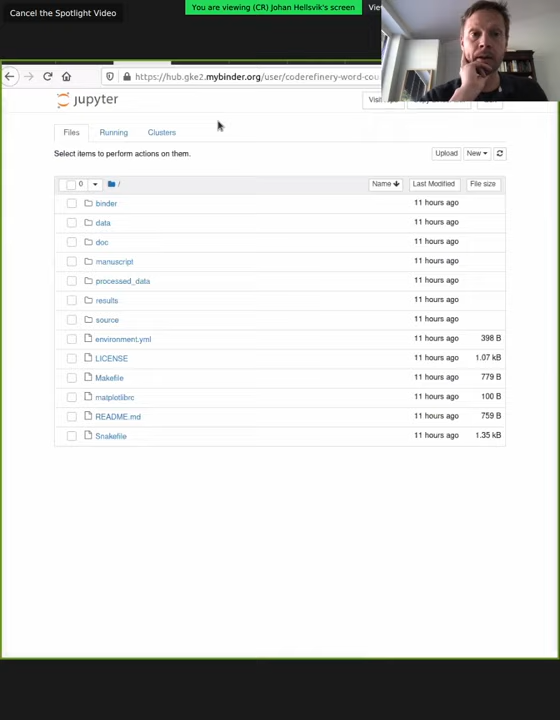 Cancel the Spotlight Video
You are viewing (CR) Johan Hellsvik's screen
https://hub.gke2.mybinder.org/user/coderefinery-word-cou
jupyter
Files Running Clusters
Select items to perform actions on them.
Upload New
0 / Name Last Modified File size
binder 11 hours ago
data 11 hours ago
doc 11 hours ago
manuscript 11 hours ago
processed_data 11 hours ago
results 11 hours ago
source 11 hours ago
environment.yml 11 hours ago 398 B
LICENSE 11 hours ago 1.07 kB
Makefile 11 hours ago 779 B
matplotlibrc 11 hours ago 100 B
README.md 11 hours ago 759 B
Snakefile 11 hours ago 1.35 kB